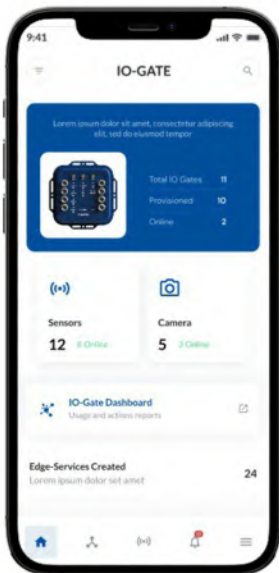 9:41
IO-GATE
Lorem ipsum dolor sit amet, consectetur adipiscing
elit, sed do eiusmod tempor
Total IO Gates 11
Provisioned 10
Online 2
Sensors
12 8 Online
Camera
5 3 Online
IO-Gate Dashboard
Usage and actions reports
Edge-Services Created
Lorem ipsum dolor set amet
24